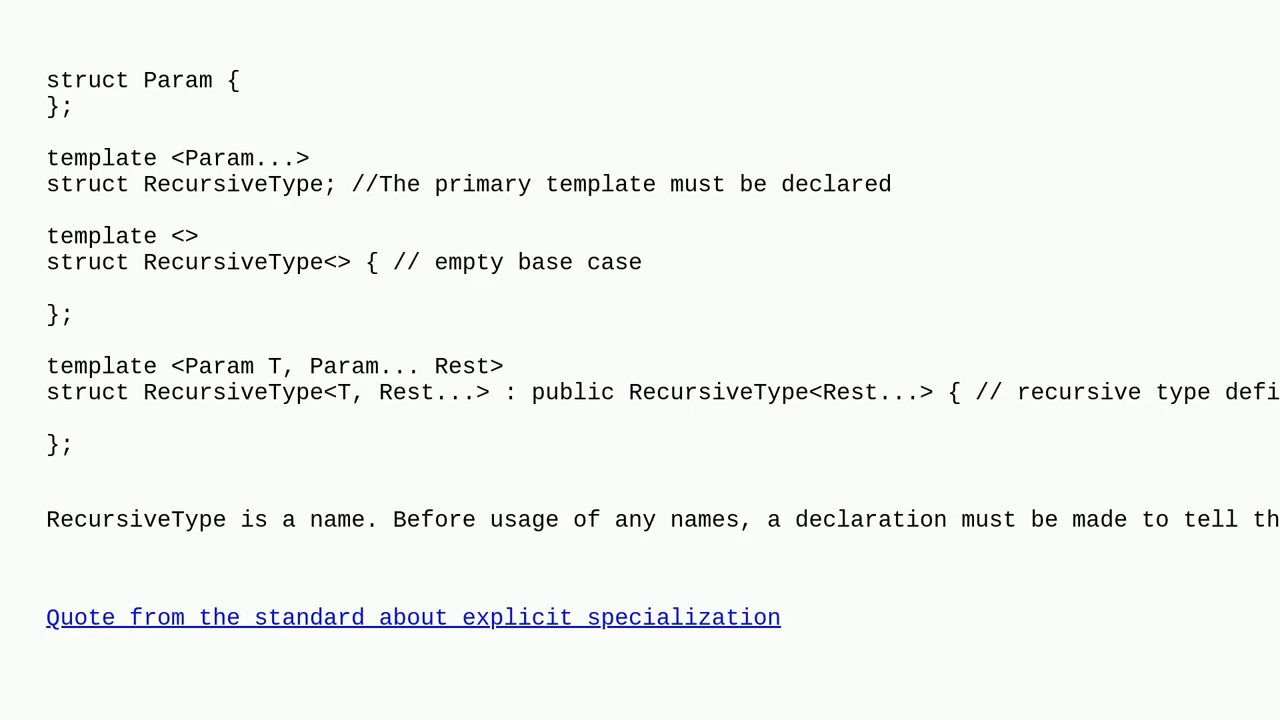 struct Param {
};
template <Param...>
struct RecursiveType; //The primary template must be declared
template <>
struct RecursiveType<> { // empty base case
};
template <Param T, Param... Rest>
struct RecursiveType<T, Rest...> : public RecursiveType<Rest...> { // recursive type defi
};
RecursiveType is a name. Before usage of any names, a declaration must be made to tell th
Quote from the standard about explicit specialization